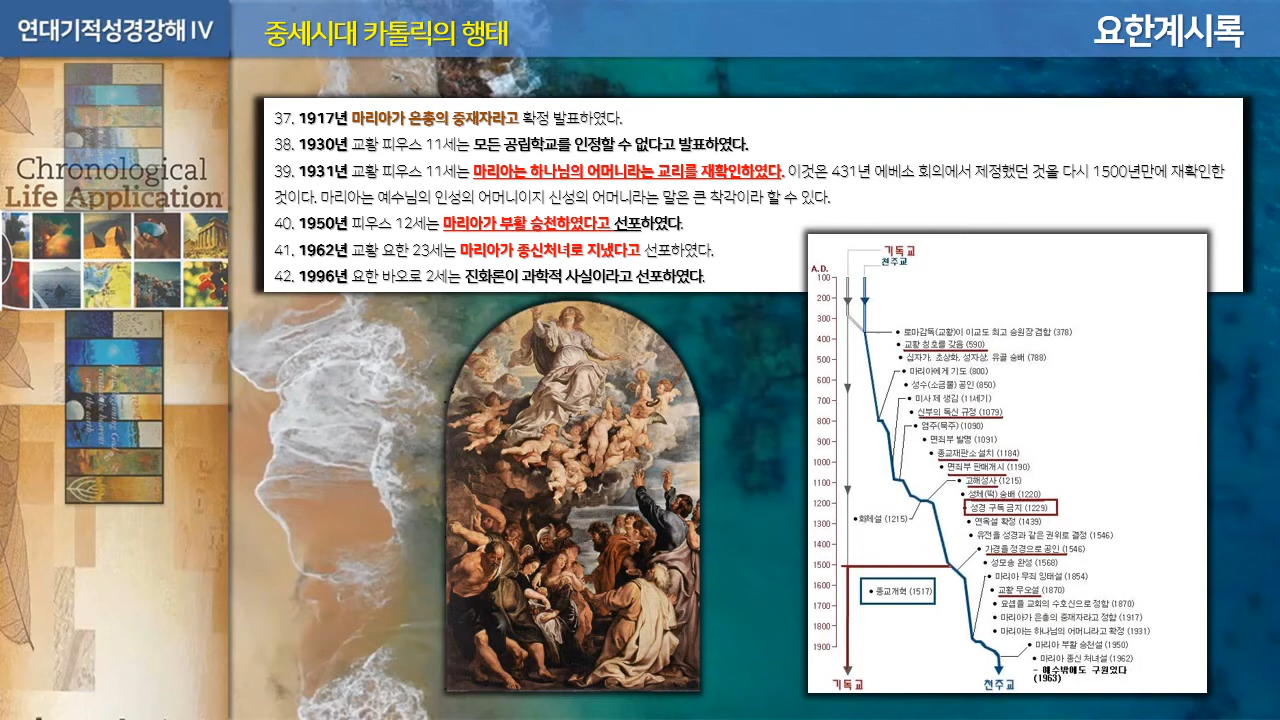 연대기적성경강해 IV
중세시대 카톨릭의 행태
요한계시록
Chronological
Life Application
37. 1917년 마리아가 은총의 중재자라고 확정 발표하였다.
38. 1930년 교황 피우스 11세는 모든 공립학교를 인정할 수 없다고 발표하였다.
39. 1931년 교황 피우스 11세는 마리아는 하나님의 어머니라는 교리를 재확인하였다. 이것은 431년 에베소 회의에서 제정했던 것을 다시 1500년만에 재확인한
것이다. 마리아는 예수님의 인성의 어머니이지 신성의 어머니라는 말은 큰 착각이라 할 수 있다.
40. 1950년 피우스 12세는 마리아가 부활 승천하였다고 선포하였다.
41. 1962년 교황 요한 23세는 마리아가 종신처녀로 지냈다고 선포하였다.
42. 1996년 요한 바오로 2세는 진화론이 과학적 사실이라고 선포하였다.
기독교
천주교
A.D.
100
200
300
400
500
600
700
800
900
1000
1100
1200
1300
1400
1500
1600
1700
1800
1900
• 로마감독(교황)이 이교도 최고 승원장 겸함 (378)
• 교황 칭호를 갖음 (590)
• 십자가, 초상화, 성자상, 유골 숭배 (788)
• 마리아에게 기도 (800)
• 성수(소금물) 공인 (850)
• 미사 제 생김 (11세기)
• 신부의 독신 규정 (1079)
• 염주(묵주) (1090)
• 면죄부 발명 (1091)
• 종교재판소 설치 (1184)
• 면죄부 판매개시 (1190)
• 고해성사 (1215)
• 성체(떡) 숭배 (1220)
• 성경 구독 금지 (1229)
• 화체설 (1215)
• 연옥설 확정 (1439)
• 유전을 성경과 같은 권위로 결정 (1546)
• 가경을 정경으로 공인 (1546)
• 성모송 완성 (1568)
• 마리아 무죄 잉태설 (1854)
• 종교개혁 (1517)
• 교황 무오설 (1870)
• 요셉을 교회의 수호신으로 정함 (1870)
• 마리아가 은총의 중재자라고 정함 (1917)
• 마리아는 하나님의 어머니라고 확정 (1931)
• 마리아 부활 승천설 (1950)
• 마리아 종신 처녀설 (1962)
- 예수밖에도 구원있다
(1963)
기독교
천주교